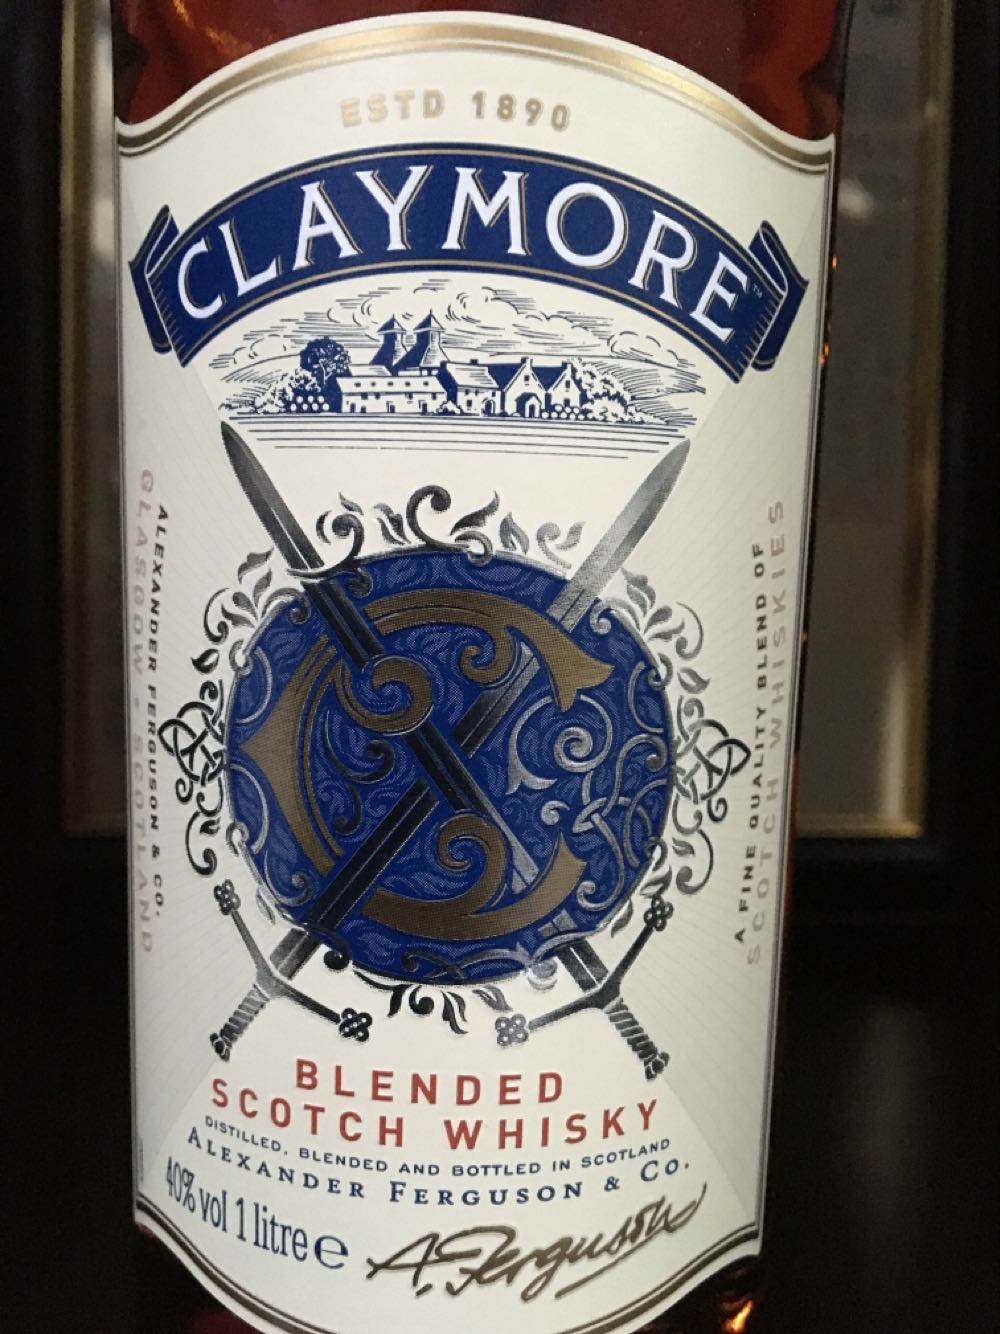 ESTD 1890
CLAYMORE™
ALEXANDER FERGUSON & CO.
GLASGOW • SCOTLAND
A FINE QUALITY BLEND OF
SCOTCH WHISKIES
BLENDED
SCOTCH WHISKY
DISTILLED, BLENDED AND BOTTLED IN SCOTLAND
ALEXANDER FERGUSON & CO.
40% vol 1 litre e
A. Ferguson